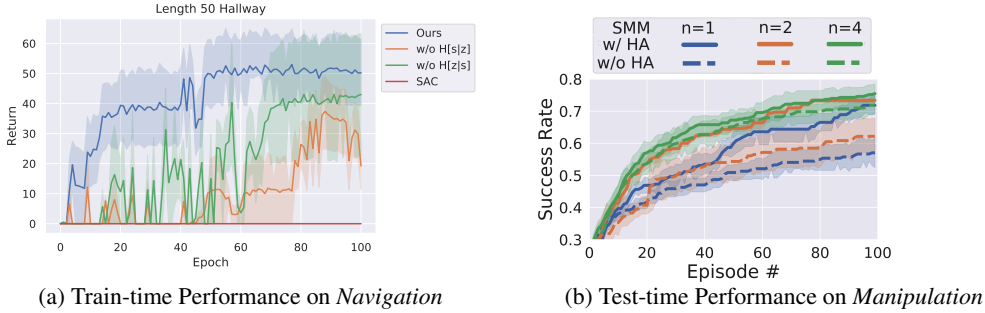 Length 50 Hallway
60
50
40
30
20
10
0
Return
0 20 40 60 80 100
Epoch
Ours
w/o H[s|z]
w/o H[z|s]
SAC
(a) Train-time Performance on Navigation
SMM n=1 n=2 n=4
w/ HA
w/o HA
0.8
0.7
0.6
0.5
0.4
0.3
Success Rate
0 20 40 60 80 100
Episode #
(b) Test-time Performance on Manipulation